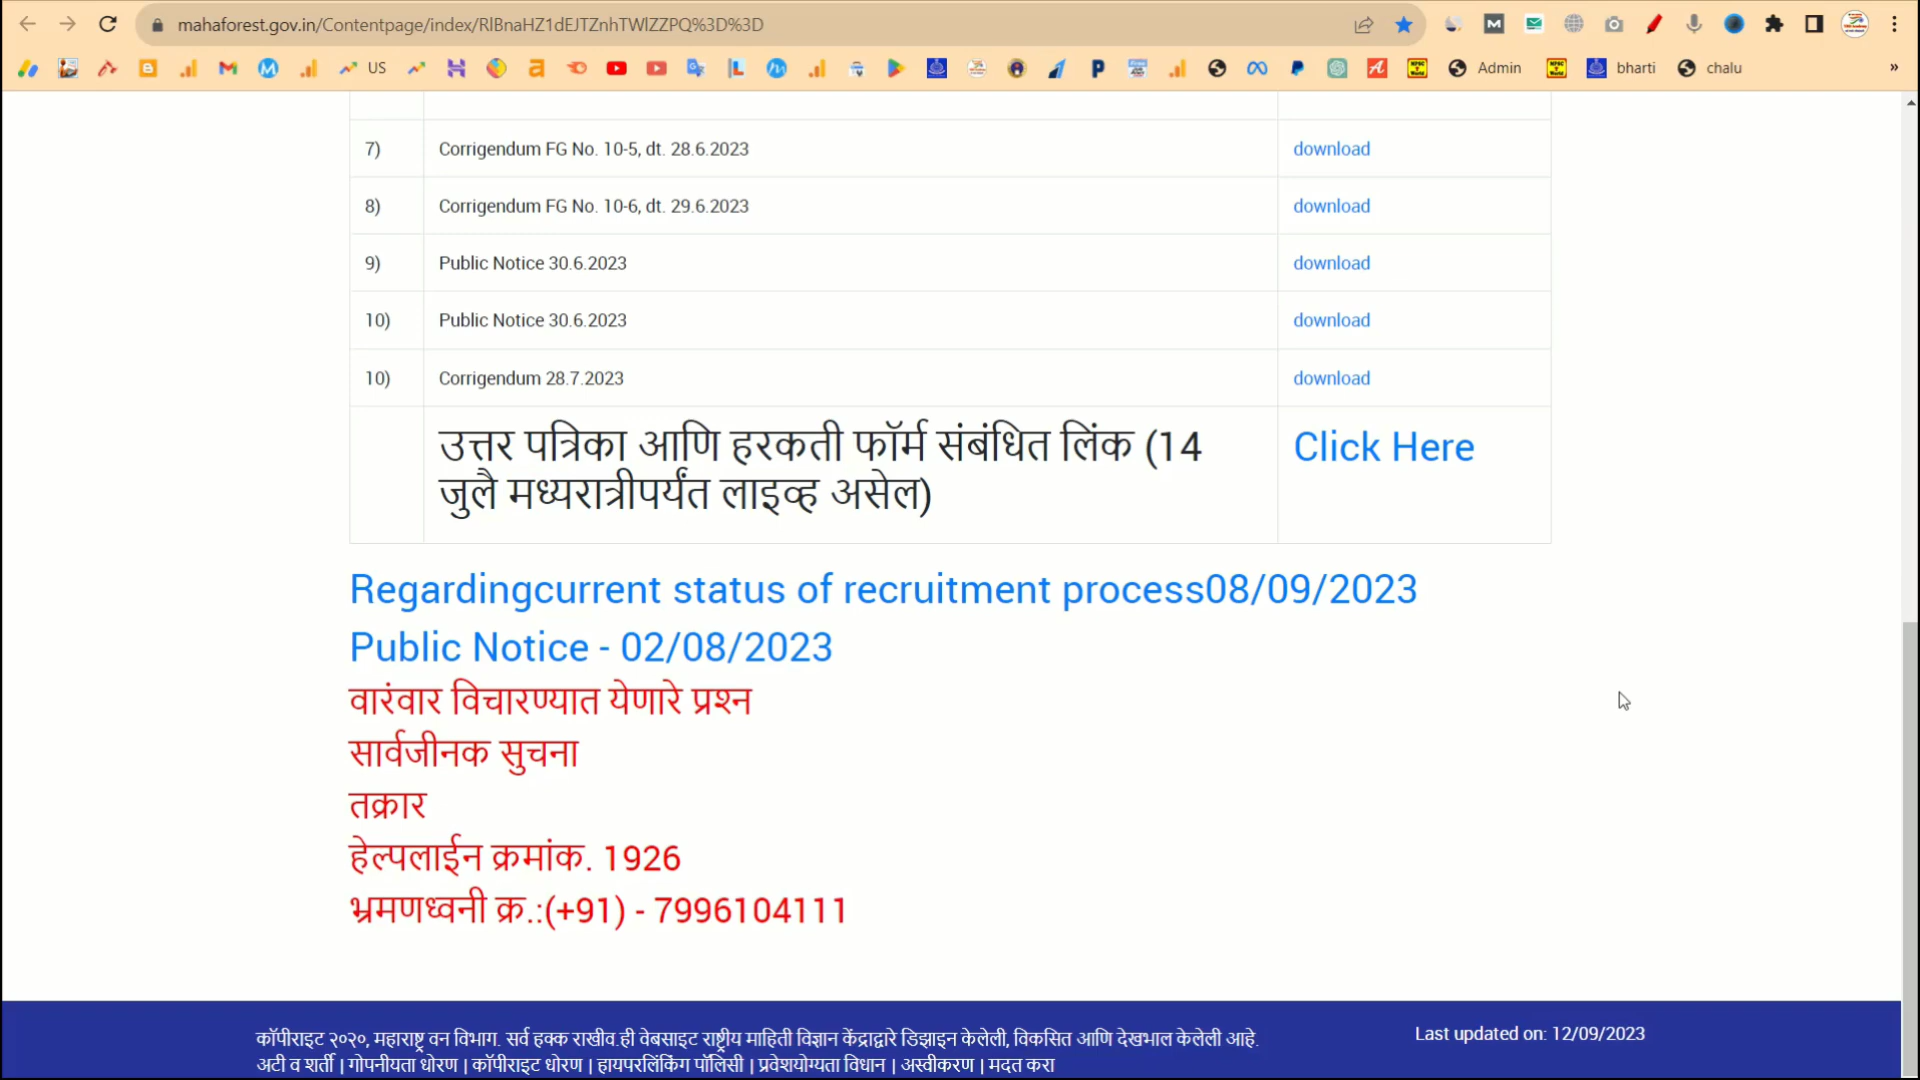 mahaforest.gov.in/Contentpage/index/RlBnaHZ1dEJTZnhTWlZZPQ%3D%3D
US
Admin
bharti
chalu
7) Corrigendum FG No. 10-5, dt. 28.6.2023 download
8) Corrigendum FG No. 10-6, dt. 29.6.2023 download
9) Public Notice 30.6.2023 download
10) Public Notice 30.6.2023 download
10) Corrigendum 28.7.2023 download
उत्तर पत्रिका आणि हरकती फॉर्म संबंधित लिंक (14 Click Here
जुलै मध्यरात्रीपर्यंत लाइव्ह असेल)
Regardingcurrent status of recruitment process08/09/2023
Public Notice - 02/08/2023
वारंवार विचारण्यात येणारे प्रश्न
सार्वजीनक सुचना
तक्रार
हेल्पलाईन क्रमांक. 1926
भ्रमणध्वनी क्र.:(+91) - 7996104111
कॉपीराइट २०२०, महाराष्ट्र वन विभाग. सर्व हक्क राखीव.ही वेबसाइट राष्ट्रीय माहिती विज्ञान केंद्राद्वारे डिझाइन केलेली, विकसित आणि देखभाल केलेली आहे. Last updated on: 12/09/2023
अटी व शर्ती | गोपनीयता धोरण | कॉपीराइट धोरण | हायपरलिंकिंग पॉलिसी | प्रवेशयोग्यता विधान | अस्वीकरण | मदत करा